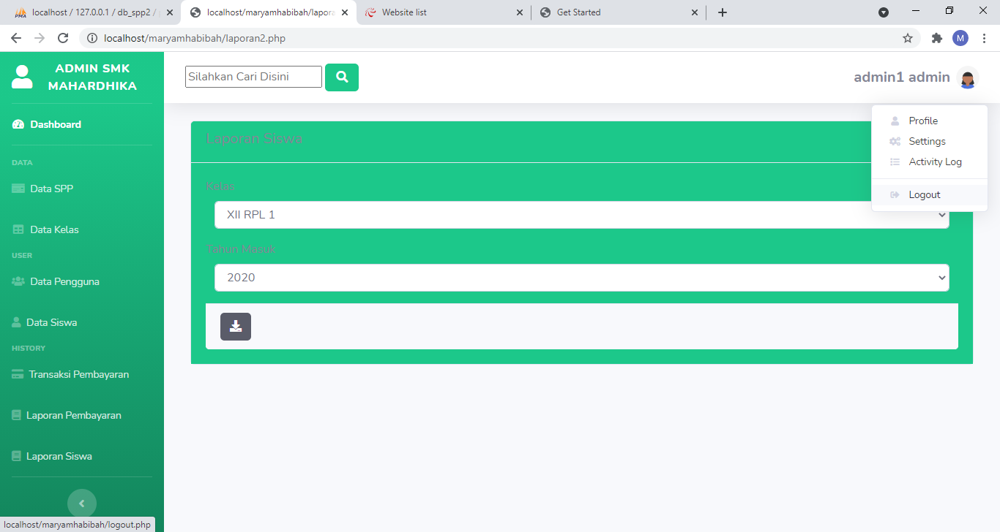 localhost / 127.0.0.1 / db_spp2 /
localhost/maryamhabibah/lapora
Website list
Get Started
localhost/maryamhabibah/laporan2.php
M
ADMIN SMK
MAHARDHIKA
Silahkan Cari Disini
admin1 admin
Dashboard
DATA
Data SPP
Data Kelas
USER
Data Pengguna
Data Siswa
HISTORY
Transaksi Pembayaran
Laporan Pembayaran
Laporan Siswa
Profile
Settings
Activity Log
Logout
Laporan Siswa
Kelas
XII RPL 1
Tahun Masuk
2020
localhost/maryamhabibah/logout.php